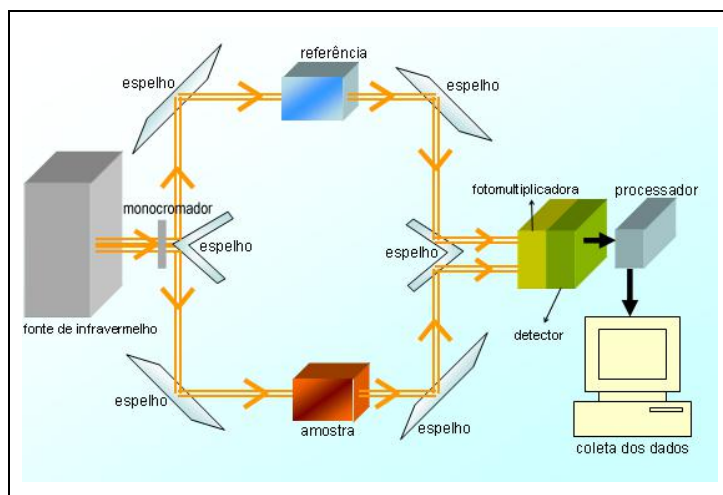 referência
espelho
espelho
fotomultiplicadora
processador
monocromador
espelho
espelho
fonte de infravermelho
detector
espelho
amostra
espelho
coleta dos dados